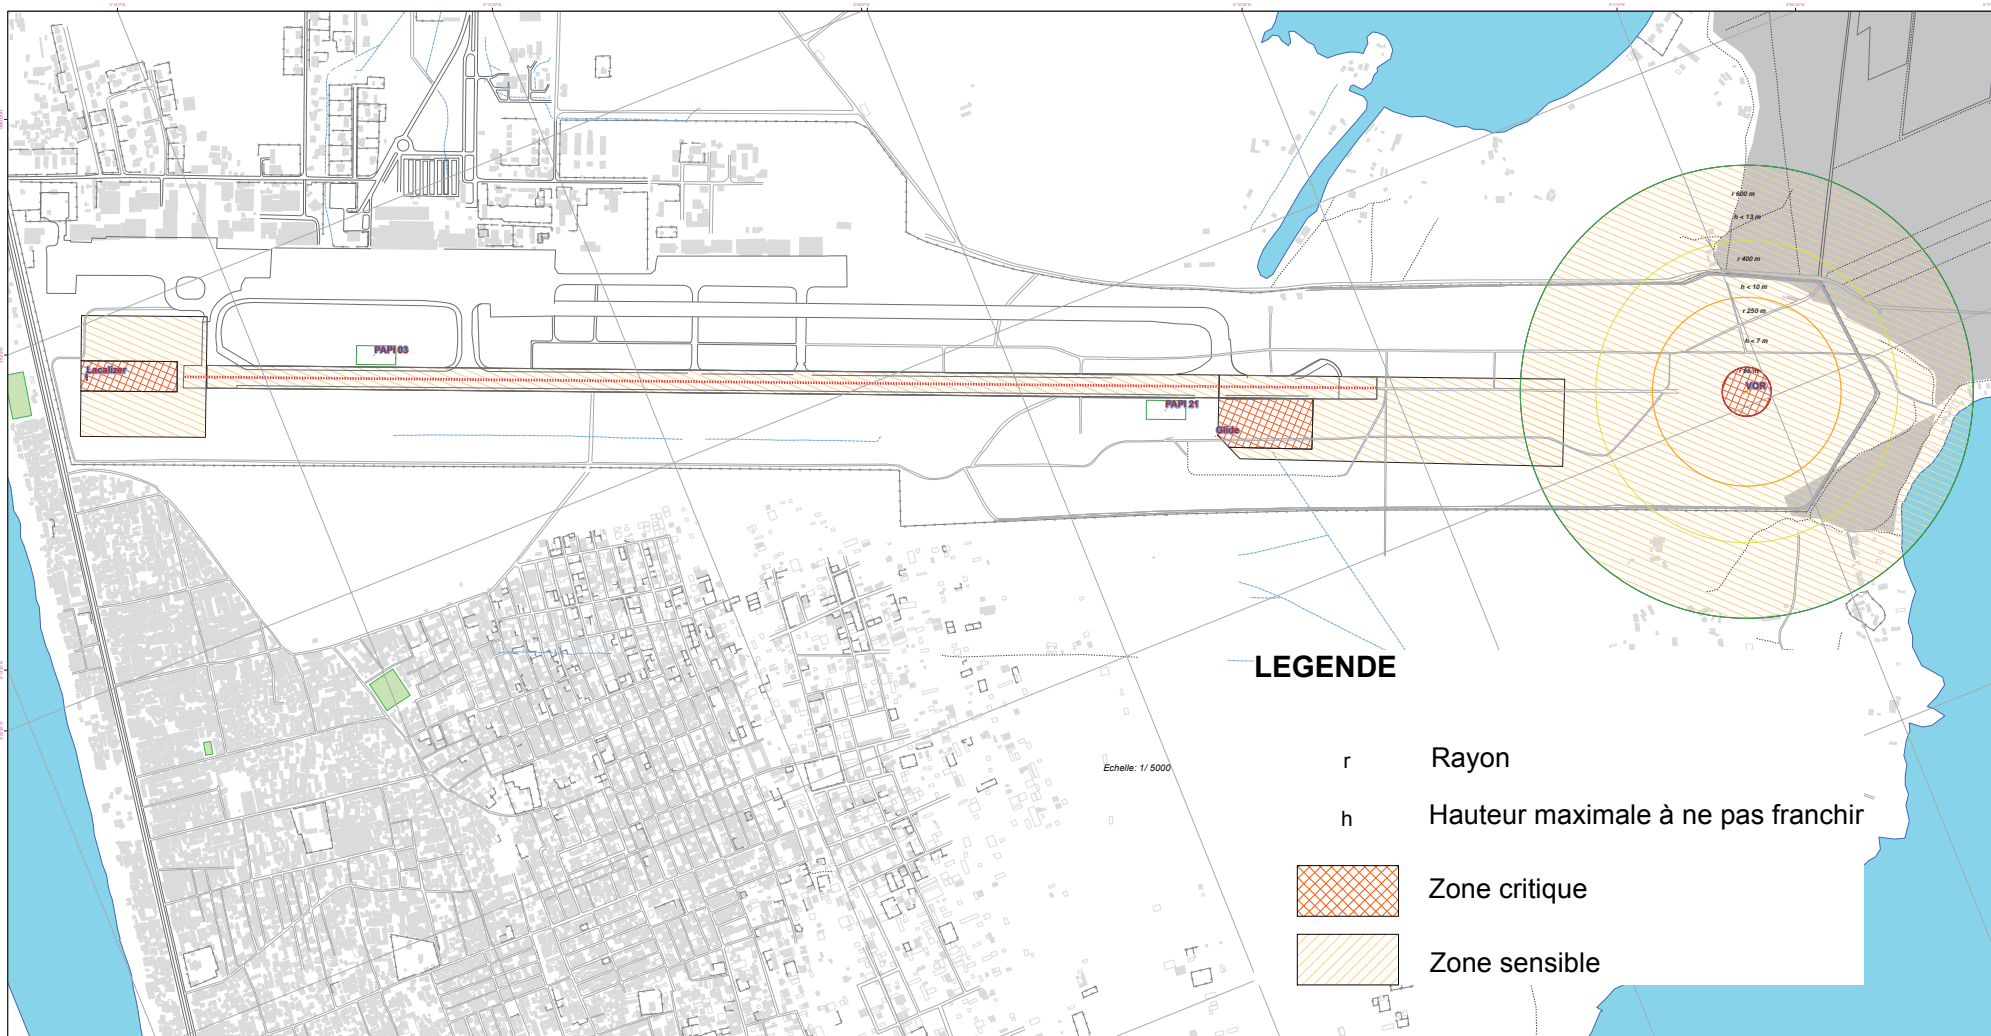 r 600 m
h < 13 m
r 400 m
h < 10 m
r 250 m
h < 7 m
VOR
PAPI 03
Lacalizer
PAPI 21
Glide
LEGENDE
Echelle: 1/ 5000
r Rayon
h Hauteur maximale à ne pas franchir
Zone critique
Zone sensible